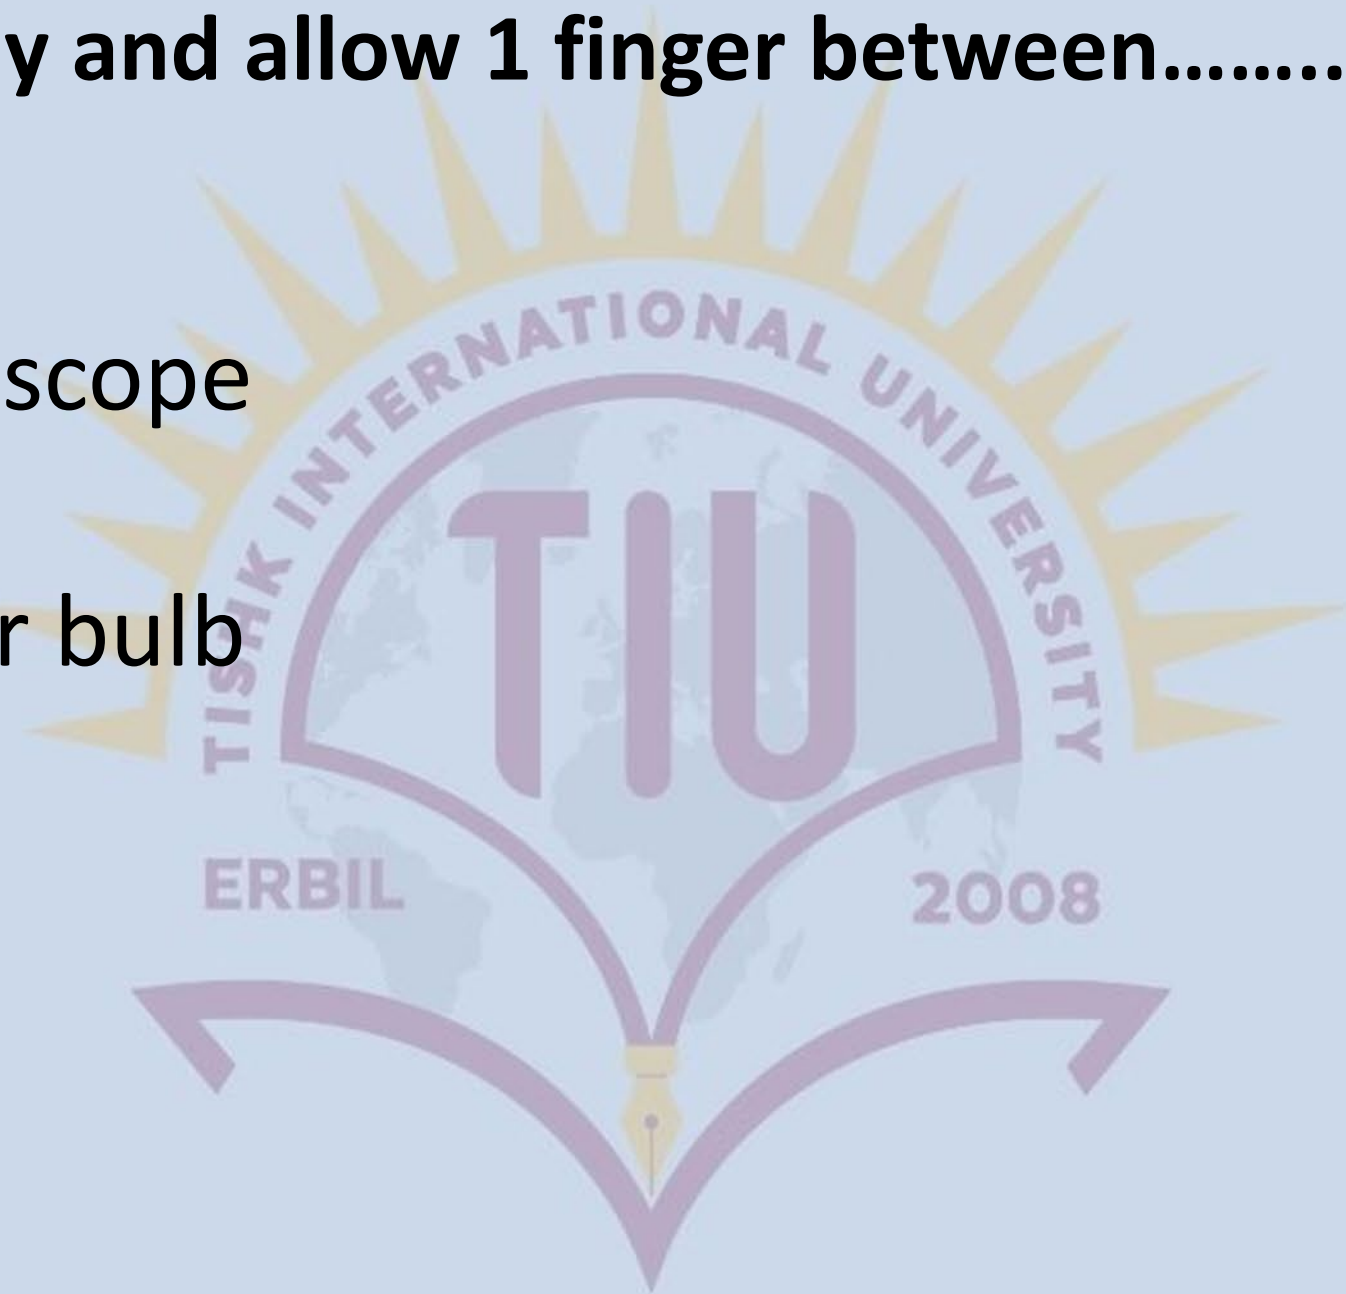 y and allow 1 finger between........
scope
r bulb
TISHK INTERNATIONAL UNIVERSITY
TIU
ERBIL
2008